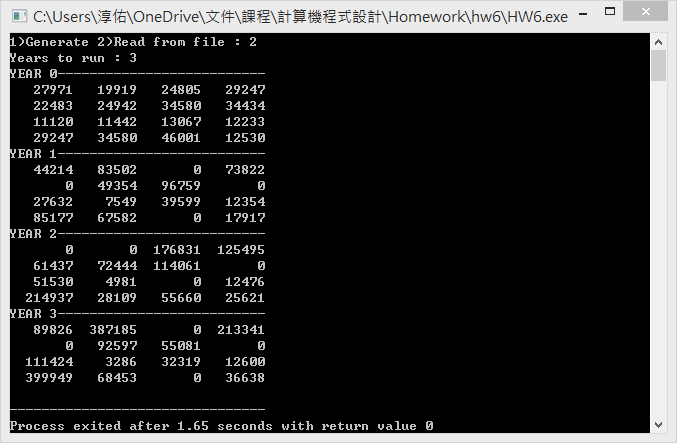 C:\Users\淳佑\OneDrive\文件\課程\計算機程式設計\Homework\hw6\HW6.exe
1)Generate 2)Read from file : 2
Years to run : 3
YEAR 0--------------------------
27971 19919 24805 29247
22483 24942 34580 34434
11120 11442 13067 12233
29247 34580 46001 12530
YEAR 1--------------------------
44214 83502 0 73822
0 49354 96759 0
27632 7549 39599 12354
85177 67582 0 17917
YEAR 2--------------------------
0 0 176831 125495
61437 72444 114061 0
51530 4981 0 12476
214937 28109 55660 25621
YEAR 3--------------------------
89826 387185 0 213341
0 92597 55081 0
111424 3286 32319 12600
399949 68453 0 36638
--------------------------------
Process exited after 1.65 seconds with return value 0